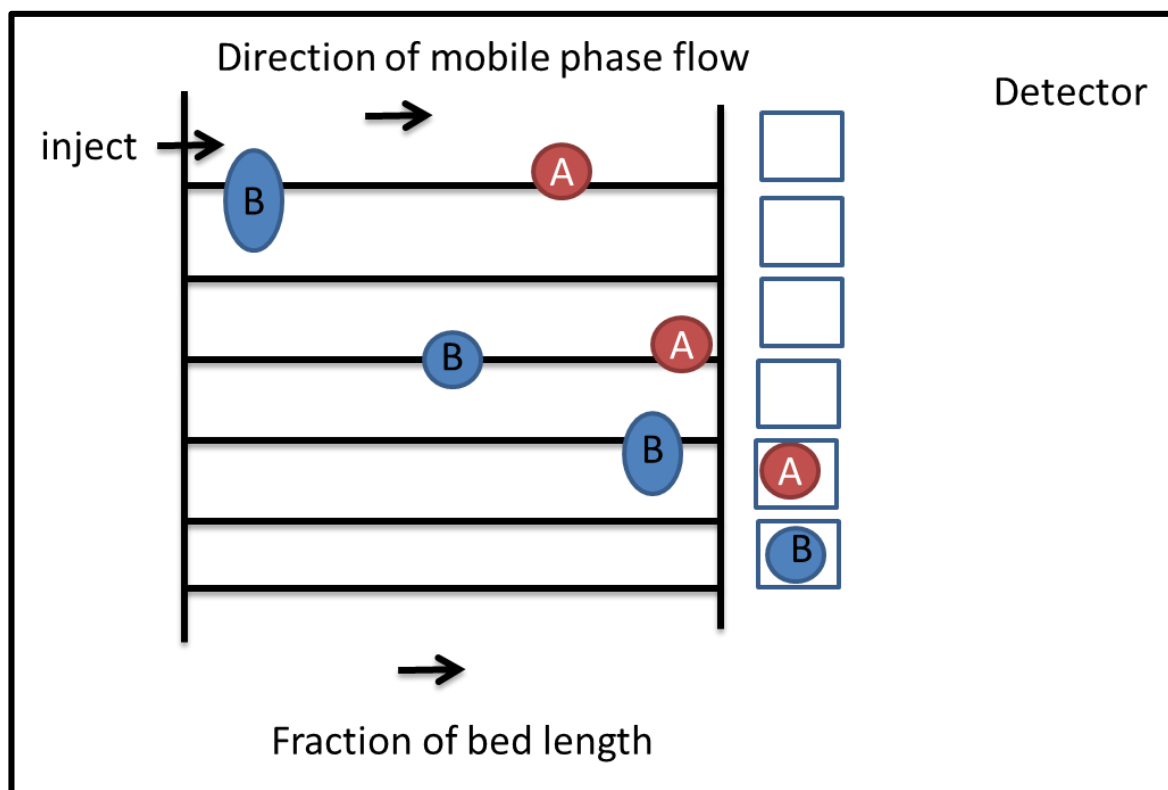 Direction of mobile phase flow
Detector
inject
B
A
B
A
B
A
B
Fraction of bed length